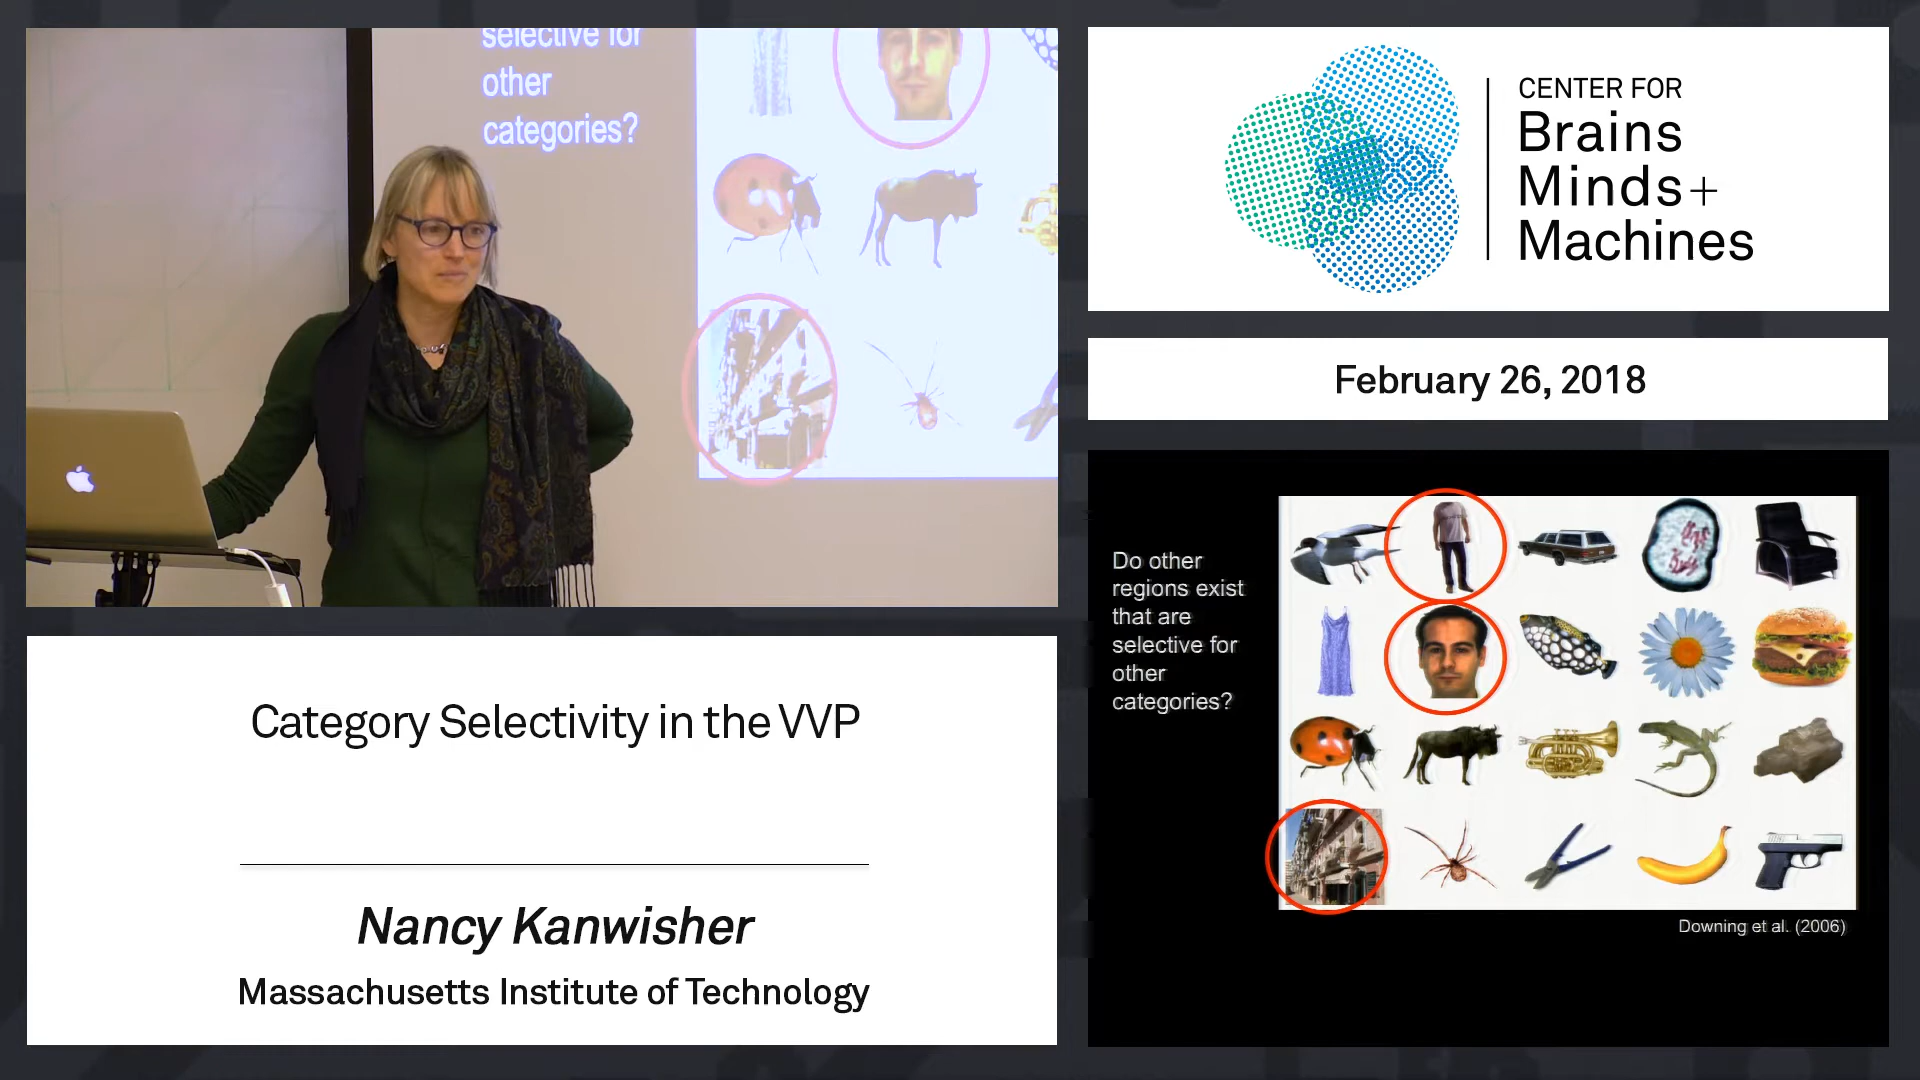 selective for
other
categories?
CENTER FOR
Brains
Minds+
Machines
February 26, 2018
Category Selectivity in the VVP
Nancy Kanwisher
Massachusetts Institute of Technology
Do other
regions exist
that are
selective for
other
categories?
Downing et al. (2006)